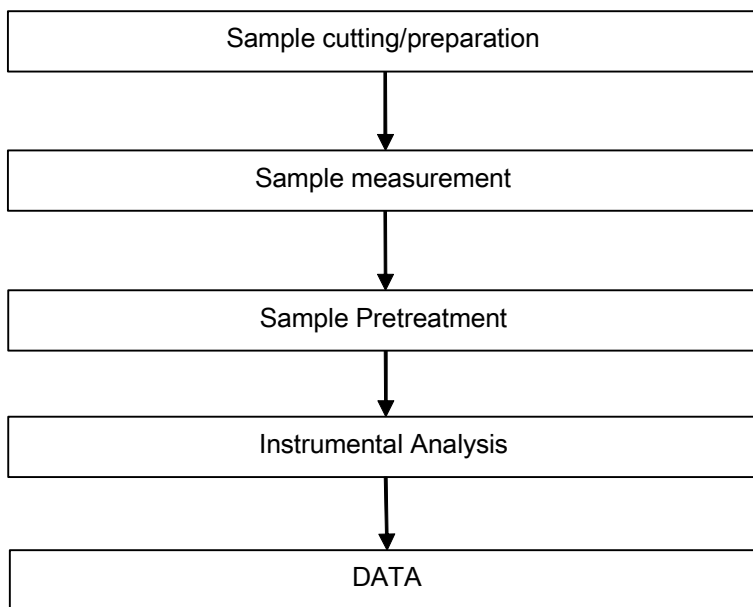 Sample cutting/preparation
Sample measurement
Sample Pretreatment
Instrumental Analysis
DATA